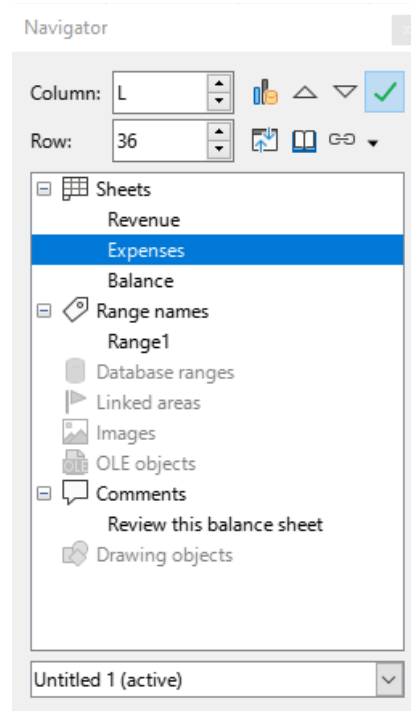 Navigator
Column: L
Row: 36
Sheets
Revenue
Expenses
Balance
Range names
Range1
Database ranges
Linked areas
Images
OLE objects
Comments
Review this balance sheet
Drawing objects
Untitled 1 (active)